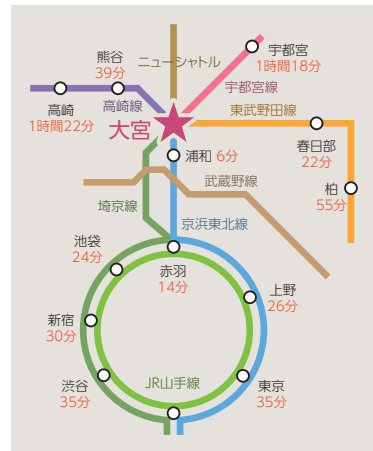 熊谷
39分
ニューシャトル
宇都宮
1時間18分
宇都宮線
高崎
1時間22分
高崎線
大宮
東武野田線
春日部
22分
浦和 6分
武蔵野線
柏
55分
埼京線
京浜東北線
池袋
24分
赤羽
14分
上野
26分
新宿
30分
渋谷
35分
JR山手線
東京
35分